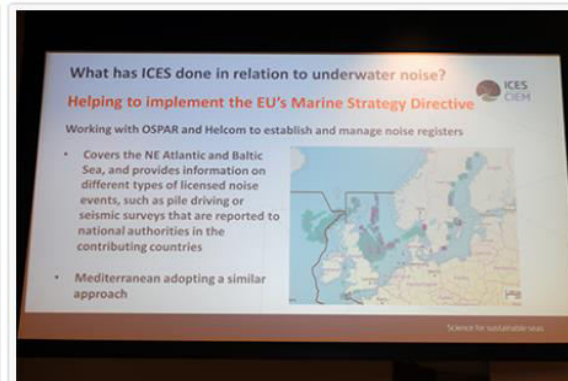 What has ICES done in relation to underwater noise?
ICES
CIEM
Helping to implement the EU's Marine Strategy Directive
Working with OSPAR and Helcom to establish and manage noise registers
• Covers the NE Atlantic and Baltic
Sea, and provides information on
different types of licensed noise
events, such as pile driving or
seismic surveys that are reported to
national authorities in the
contributing countries
• Mediterranean adopting a similar
approach
Science for sustainable seas